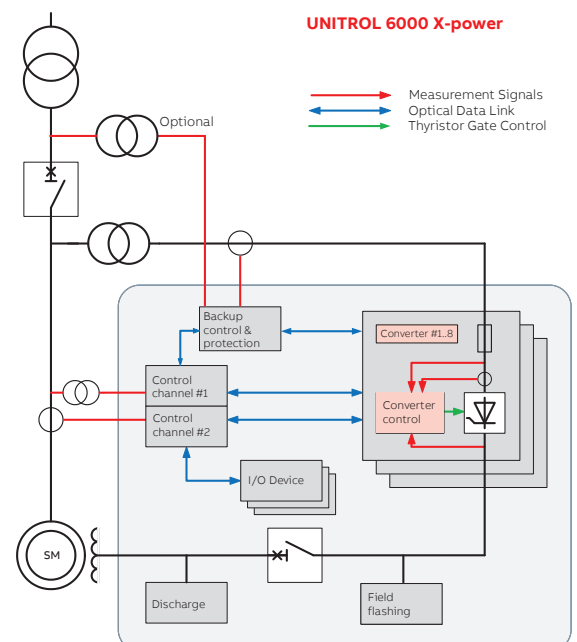 UNITROL 6000 X-power
Measurement Signals
Optical Data Link
Thyristor Gate Control
Optional
Backup
control &
protection
Converter #1..8
Control
channel #1
Control
channel #2
Converter
control
I/O Device
SM
Discharge
Field
flashing